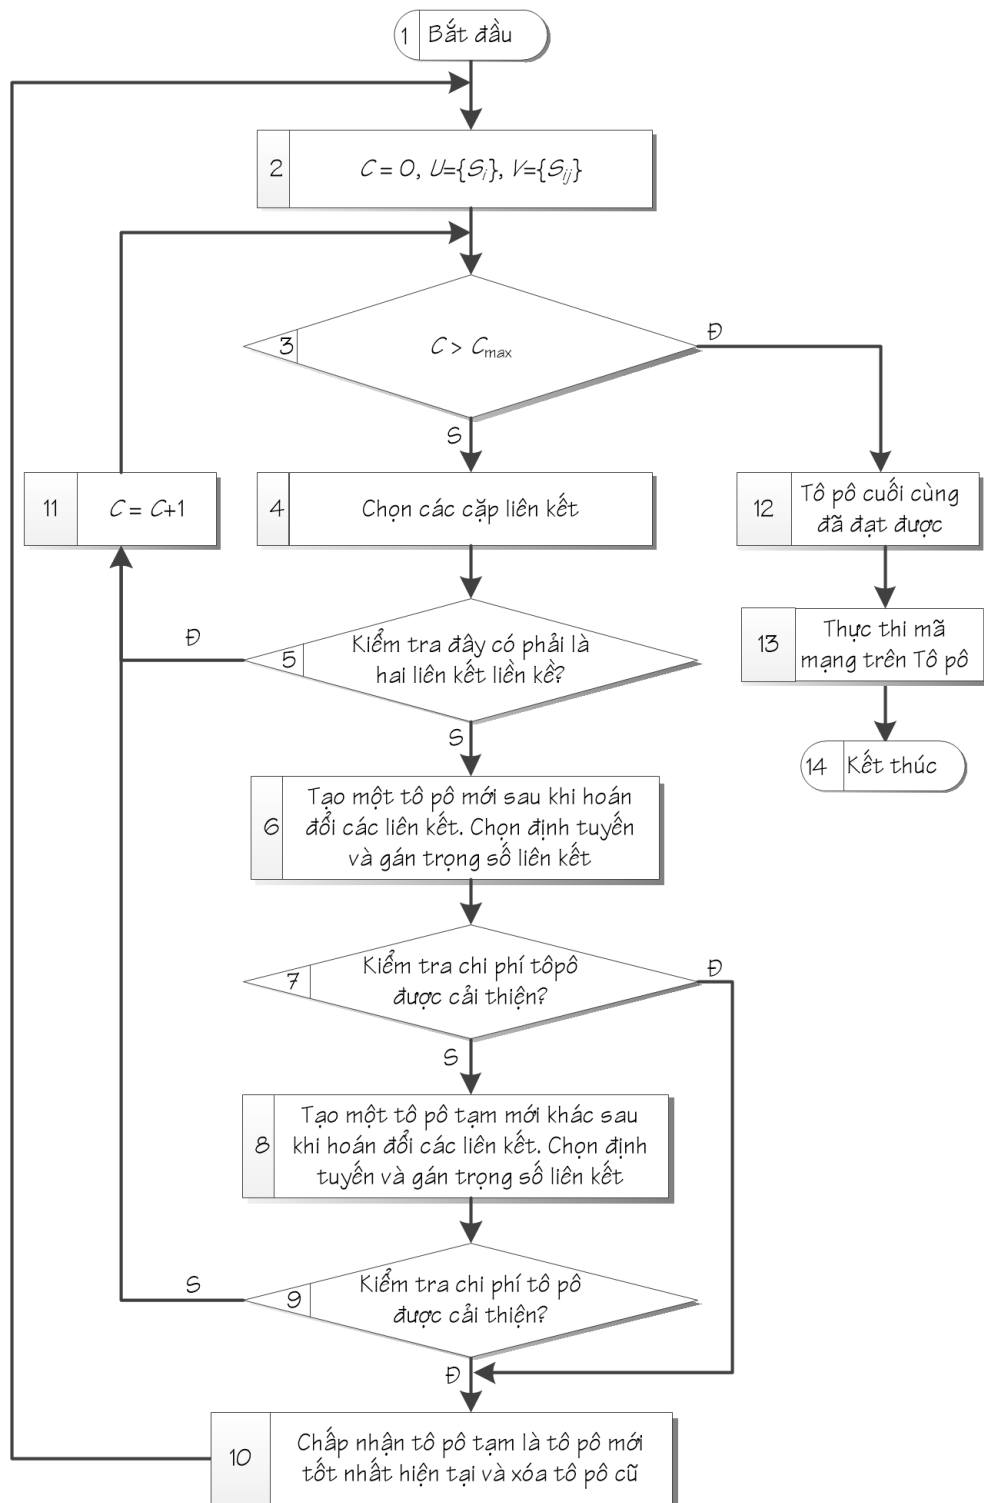 1 Bắt đầu
2 C = 0, U={Si}, V={Sij}
3 C > Cmax
Đ
S
11 C = C+1
4 Chọn các cặp liên kết
12 Tô pô cuối cùng
đã đạt được
Đ
5 Kiểm tra đây có phải là
hai liên kết liền kề?
13 Thực thi mã
mạng trên Tô pô
S
14 Kết thúc
6 Tạo một tô pô mới sau khi hoán
đổi các liên kết. Chọn định tuyến
và gán trọng số liên kết
7 Kiểm tra chi phí tôpô
được cải thiện?
Đ
S
8 Tạo một tô pô tạm mới khác sau
khi hoán đổi các liên kết. Chọn định
tuyến và gán trọng số liên kết
S
9 Kiểm tra chi phí tô pô
được cải thiện?
Đ
10 Chấp nhận tô pô tạm là tô pô mới
tốt nhất hiện tại và xóa tô pô cũ